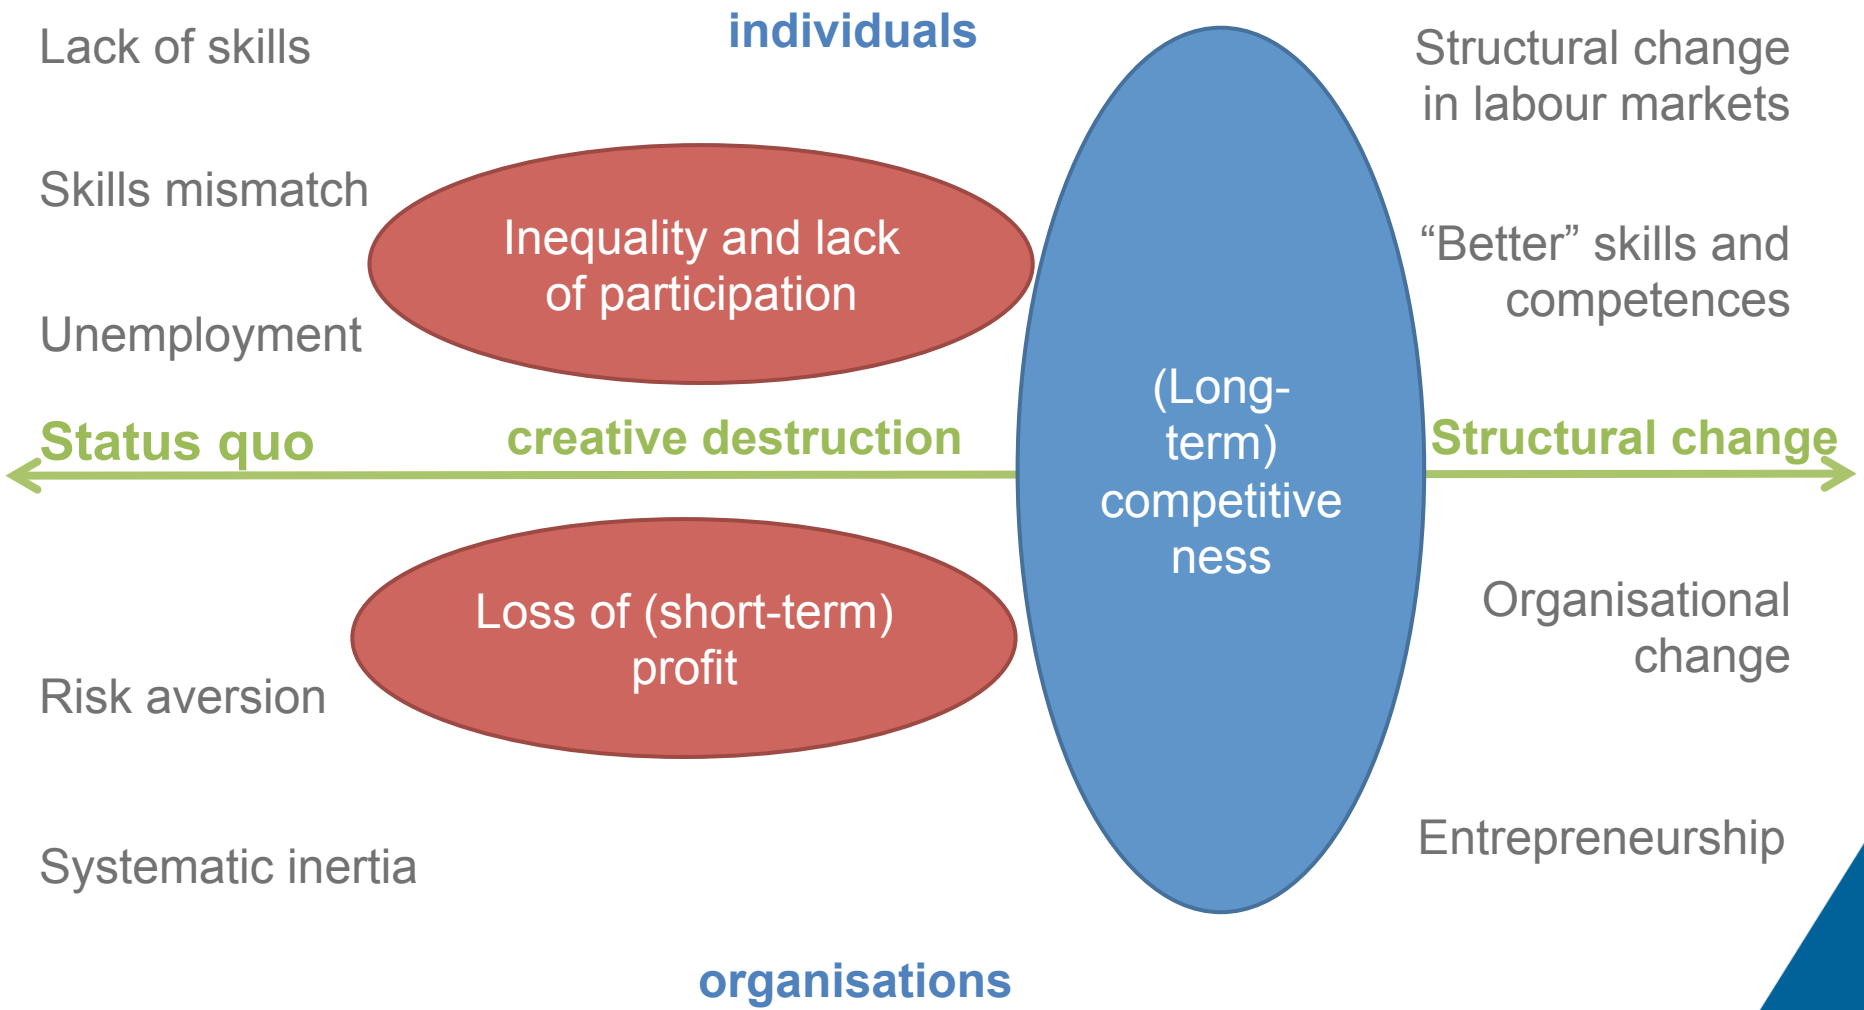 individuals
Lack of skills
Skills mismatch
Unemployment
Inequality and lack
of participation
Structural change
in labour markets
“Better” skills and
competences
Status quo
creative destruction
(Long-
term)
competitive
ness
Structural change
Loss of (short-term)
profit
Risk aversion
Systematic inertia
Organisational
change
Entrepreneurship
organisations